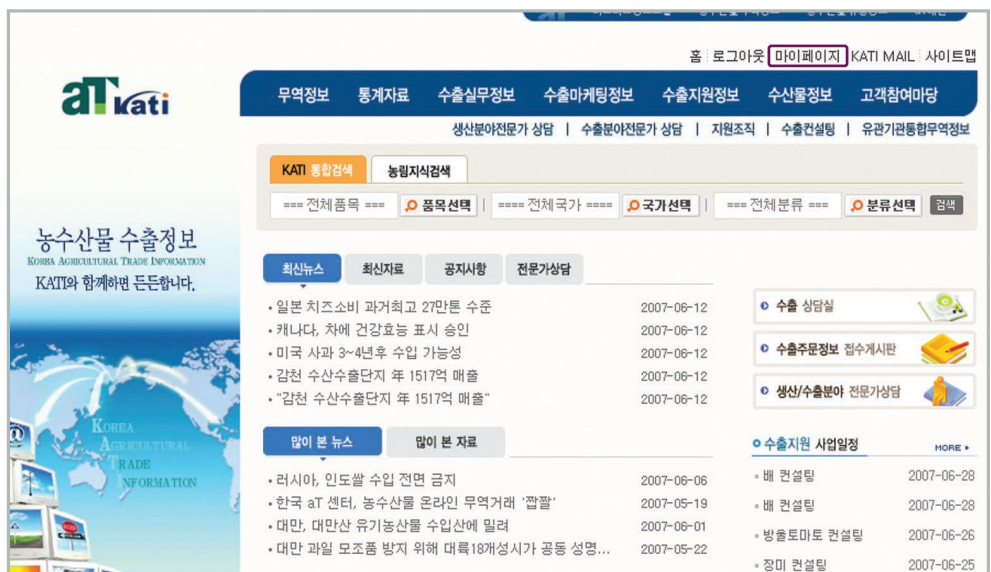 홈 로그아웃 마이페이지 KATI MAIL 사이트맵
aT kati
무역정보 통계자료 수출실무정보 수출마케팅정보 수출지원정보 수산물정보 고객참여마당
생산분야전문가 상담 | 수출분야전문가 상담 | 지원조직 | 수출컨설팅 | 유관기관통합무역정보
KATI 통합검색 농림지식검색
=== 전체품목 === 품목선택 ==== 전체국가 ==== 국가선택 === 전체분류 === 분류선택 검색
농수산물 수출정보
KOREA AGRICULTURAL TRADE INFORMATION
KATI와 함께하면 든든합니다.
최신뉴스 최신자료 공지사항 전문가상담
일본 치즈소비 과거최고 27만톤 수준 2007-06-12
캐나다, 차에 건강효능 표시 승인 2007-06-12
미국 사과 3~4년후 수입 가능성 2007-06-12
감천 수산수출단지 年 1517억 매출 2007-06-12
"감천 수산수출단지 年 1517억 매출" 2007-06-12
수출 상담실
수출주문정보 접수게시판
생산/수출분야 전문가상담
많이 본 뉴스 많이 본 자료
러시아, 인도쌀 수입 전면 금지 2007-06-06
한국 aT 센터, 농수산물 온라인 무역거래 '짭짤' 2007-05-19
대만, 대만산 유기농산물 수입산에 밀려 2007-06-01
대만 과일 모조품 방지 위해 대륙18개성시가 공동 성명... 2007-05-22
수출지원 사업일정 MORE
배 컨설팅 2007-06-28
배 컨설팅 2007-06-28
방울토마토 컨설팅 2007-06-26
장미 컨설팅 2007-06-25
KOREA
AGRICULTURAL
TRADE
INFORMATION